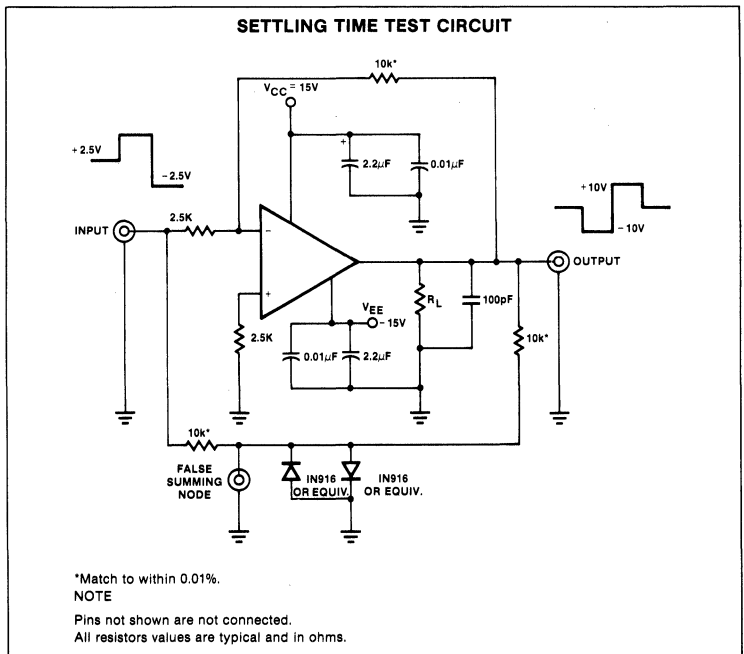 SETTLING TIME TEST CIRCUIT
10k*
VCC = 15V
+2.5V
-2.5V
+
2.2µF
0.01µF
+10V
-10V
2.5K
INPUT
-
+
OUTPUT
RL
100pF
VEE
-15V
2.5K
0.01µF
2.2µF
10k*
10k*
FALSE
SUMMING
NODE
IN916
OR EQUIV.
IN916
OR EQUIV.
*Match to within 0.01%.
NOTE
Pins not shown are not connected.
All resistors values are typical and in ohms.